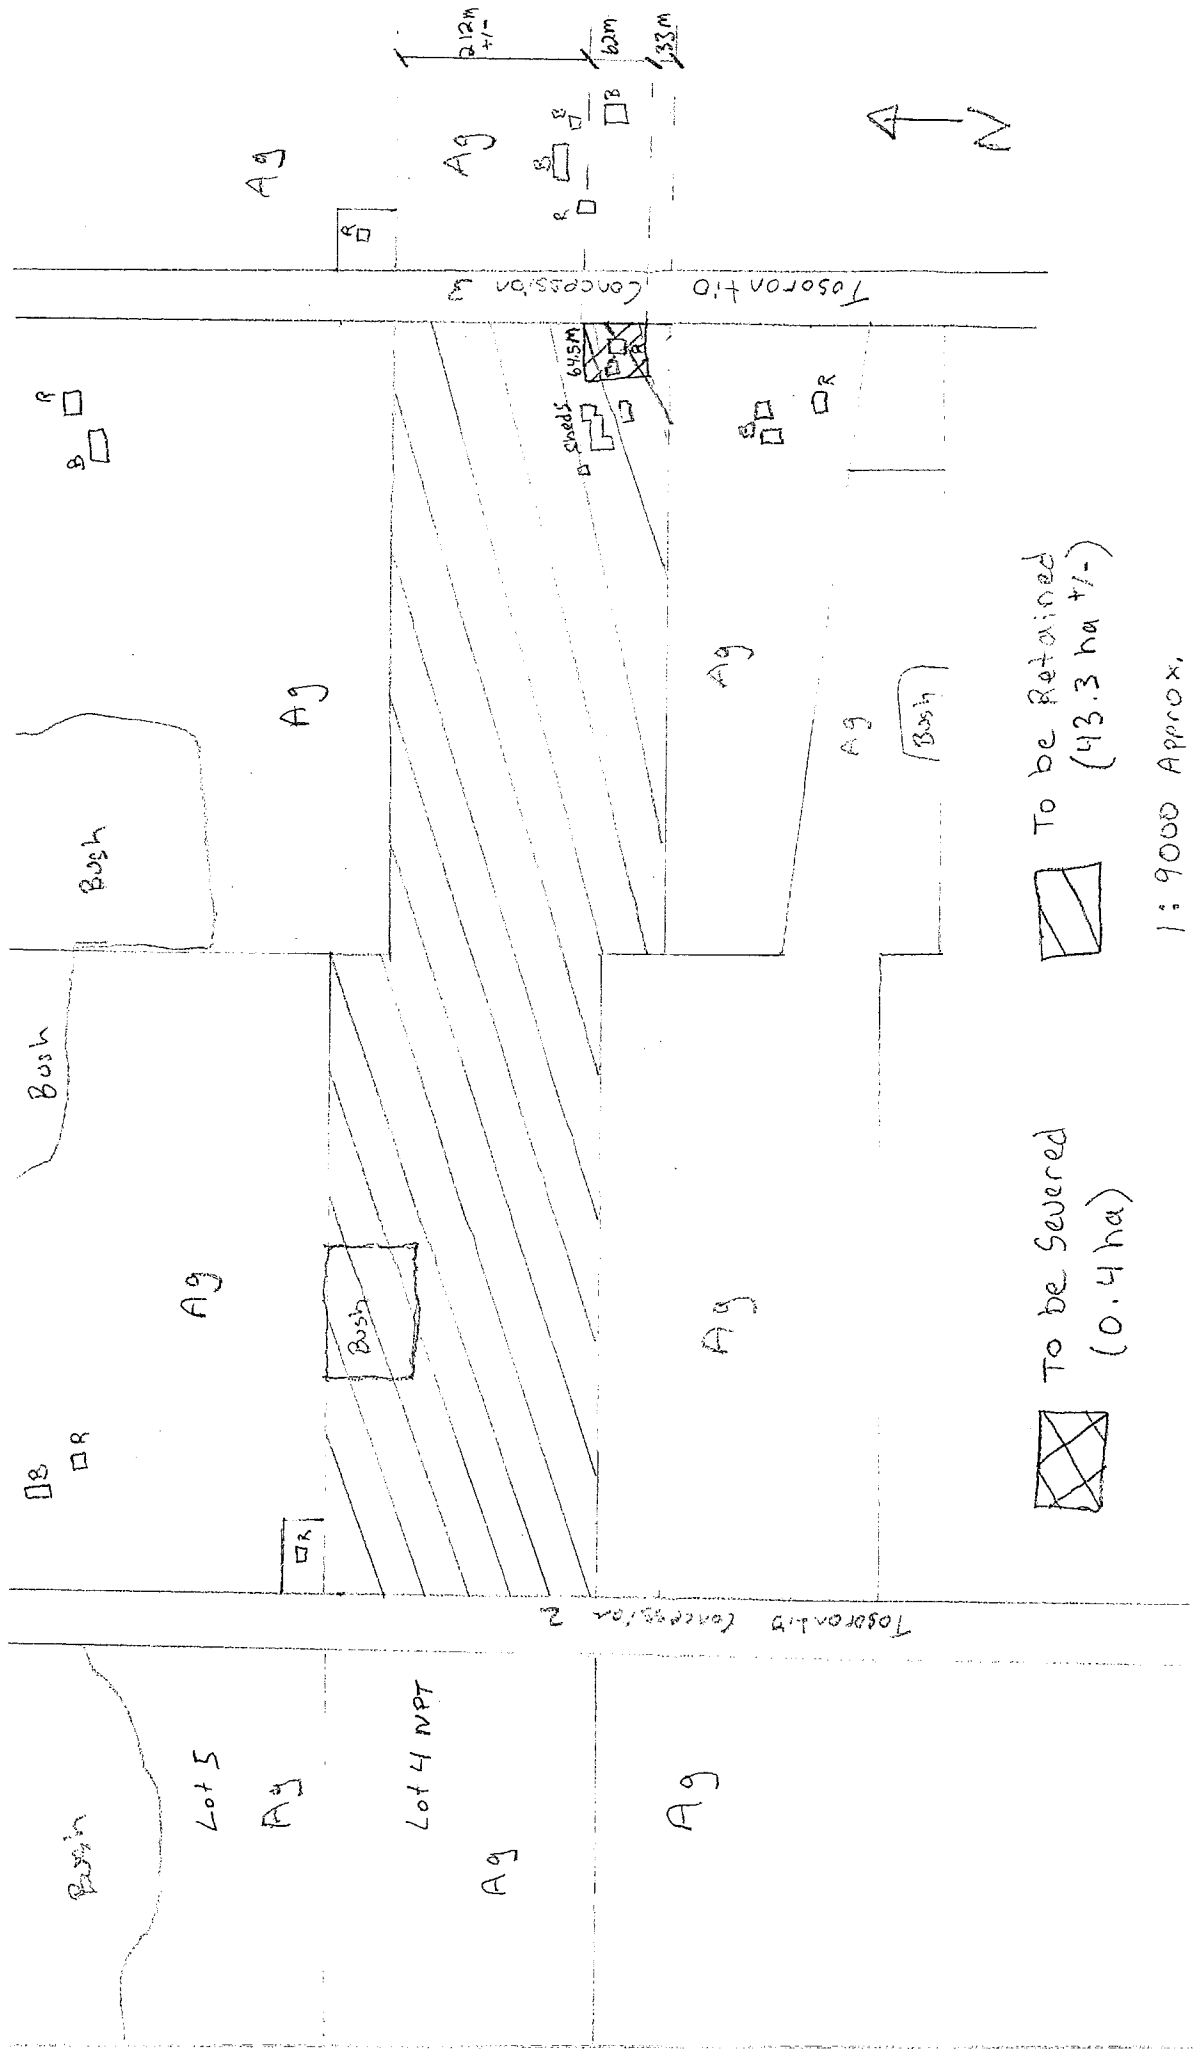 Bush
Lot 5
Ag
Lot 4 NPT
Ag
Ag
Tosorontio Concession 2
B
R
R
Bush
Ag
Bush
Ag
Bush
Ag
B
R
Sheds
64.5M
R
B
R
Ag
Ag
Bush
Tosorontio Concession 3
R
Ag
Ag
R
B
B
B
212M
+/-
62m
33m
N
To be Severed
(0.4 ha)
To be Retained
(43.3 ha +/-)
1:9000 Approx.